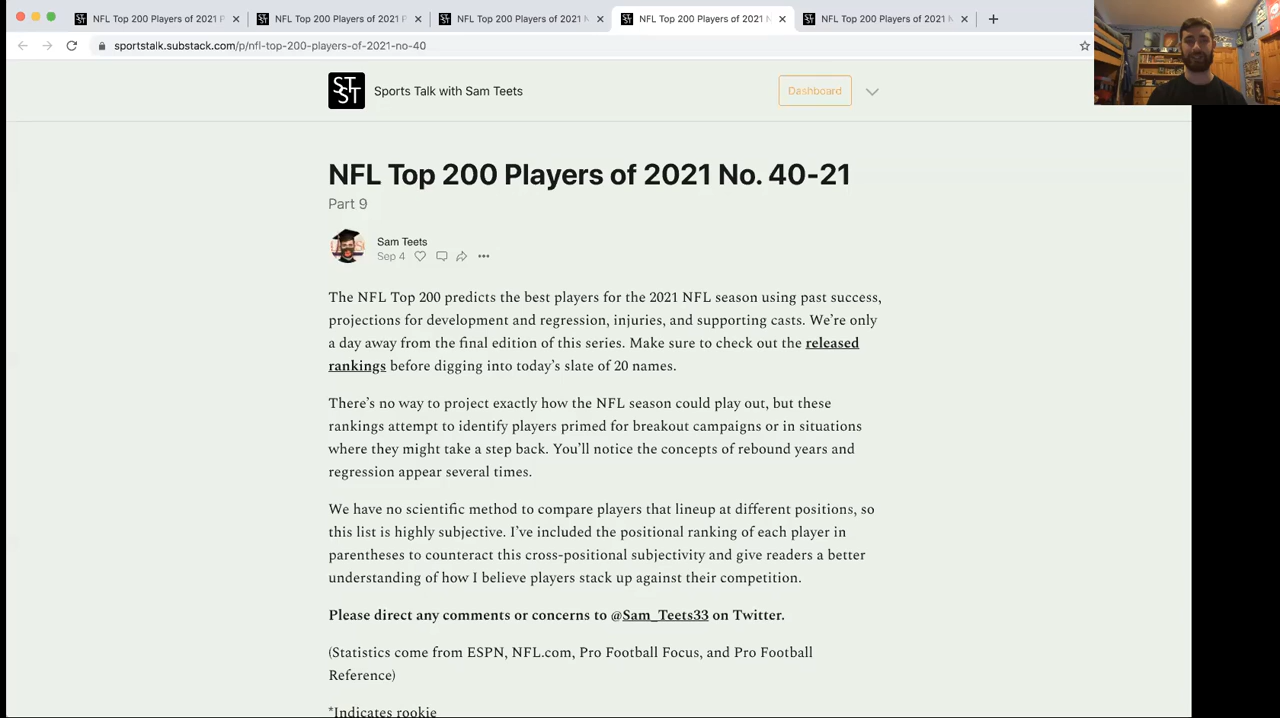 NFL Top 200 Players of 2021 P
NFL Top 200 Players of 2021 P
NFL Top 200 Players of 2021 N
NFL Top 200 Players of 2021 N
NFL Top 200 Players of 2021 N
sportstalk.substack.com/p/nfl-top-200-players-of-2021-no-40
ST
ST
Sports Talk with Sam Teets
Dashboard
NFL Top 200 Players of 2021 No. 40-21
Part 9
Sam Teets
Sep 4
The NFL Top 200 predicts the best players for the 2021 NFL season using past success,
projections for development and regression, injuries, and supporting casts. We’re only
a day away from the final edition of this series. Make sure to check out the released
rankings before digging into today’s slate of 20 names.
There’s no way to project exactly how the NFL season could play out, but these
rankings attempt to identify players primed for breakout campaigns or in situations
where they might take a step back. You’ll notice the concepts of rebound years and
regression appear several times.
We have no scientific method to compare players that lineup at different positions, so
this list is highly subjective. I’ve included the positional ranking of each player in
parentheses to counteract this cross-positional subjectivity and give readers a better
understanding of how I believe players stack up against their competition.
Please direct any comments or concerns to @Sam_Teets33 on Twitter.
(Statistics come from ESPN, NFL.com, Pro Football Focus, and Pro Football
Reference)
*Indicates rookie